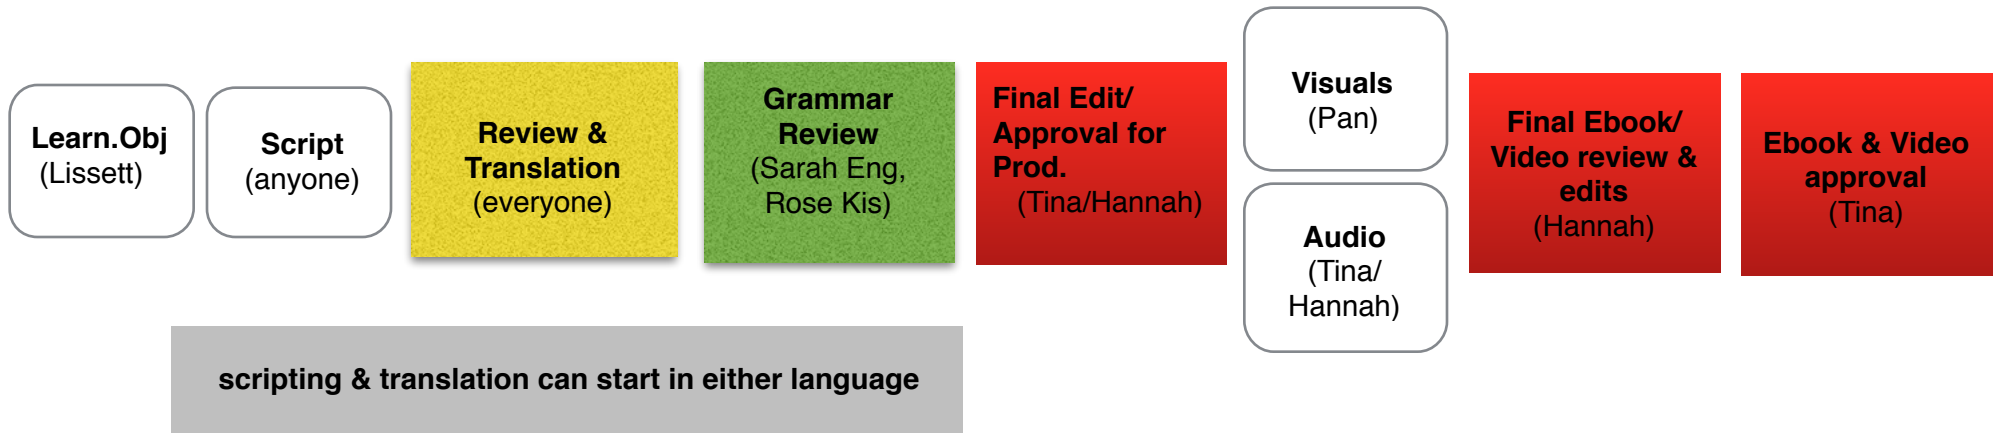 Learn.Obj
(Lissett)
Script
(anyone)
Review &
Translation
(everyone)
Grammar
Review
(Sarah Eng,
Rose Kis)
Final Edit/
Approval for
Prod.
(Tina/Hannah)
Visuals
(Pan)
Audio
(Tina/
Hannah)
Final Ebook/
Video review &
edits
(Hannah)
Ebook & Video
approval
(Tina)
scripting & translation can start in either language